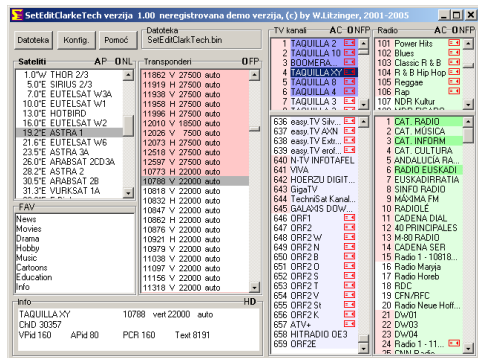 SetEditClarkeTech verzija 1.00 neregistrovana demo verzija, (c) by W.Litzinger, 2001-2005
Datoteka Konfig. Pomoć
Datoteka
SetEditClarkTech.bin
Sateliti AP ONL
1.0°W THOR 2/3
5.0°E SIRIUS 2/3
7.0°E EUTELSAT W3A
10.0°E EUTELSAT W1
13.0°E HOTBIRD
16.0°E EUTELSAT W2
19.2°E ASTRA 1
21.6°E EUTELSAT W6
23.5°E ASTRA 3A
26.0°E ARABSAT 2CD3A
28.2°E ASTRA 2
30.5°E ARABSAT 2B
31.3°E TURKSAT 1A
FAV
News
Movies
Drama
Hobby
Music
Cartoons
Education
Info
Transponderi OFP
11862 V 27500 auto
11919 H 27500 auto
11938 V 27500 auto
11958 V 27500 auto
11996 H 27500 auto
12010 V 18500 auto
12026 V 7500 auto
12073 H 27500 auto
12518 V 27500 auto
12597 V 27500 auto
10773 H 22000 auto
10788 V 22000 auto
10818 V 22000 auto
10832 H 22000 auto
10847 V 22000 auto
10862 H 22000 auto
10876 V 22000 auto
10906 V 22000 auto
10921 H 22000 auto
10979 V 22000 auto
11038 V 22000 auto
11097 V 22000 auto
11156 V 22000 auto
11318 V 22000 auto
Info HD
TAQUILLA XY 10788 vert 22000 auto
ChID 30357
VPid 160 APid 80 PCR 160 Text 8191
TV kanali AC ONFP
1 TAQUILLA 2
2 TAQUILLA 10
3 BOOMERA...
4 TAQUILLA XY
5 TAQUILLA 8
6 TAQUILLA 4
7 TAQUILLA 3
636 easy.TV Silv...
637 easy.TV AXN
638 easy.TV Extr...
639 easy.TV erof...
640 N-TV INFOTAFEL
641 VIVA
642 HOERZU DIGIT...
643 GigaTV
644 TechniSat Kanal...
645 GALAXIS DOW...
646 ORF1
647 ORF2
648 ORF2 W
649 ORF2 N
650 ORF2 B
651 ORF2 O
652 ORF2 S
653 ORF2 T
654 ORF2 V
655 ORF2 St
656 ORF2 K
657 ATV+
658 HITRADIO OE3
659 ORF2E
Radio AC ONFP
101 Power Hits
102 Blues
103 Classic R & B
104 R & B Hip Hop
105 Reggae
106 Rap
107 NDR Kultur
1 CAT. RADIO
2 CAT. MÚSICA
3 CAT. INFORM
4 CAT. CULTURA
5 ANDALUCÍA RA...
6 RADIO EUSKADI
7 EUSKADIRRATIA
8 SINFO RADIO
9 MÁXIMA FM
10 RADIOLÉ
11 CADENA DIAL
12 40 PRINCIPALES
13 M-80 RADIO
14 CADENA SER
15 Radio 1 - 10818...
16 Radio Maryja
17 Radio Horeb
18 RDC
19 CFN/RFC
20 Radio Neue Hoff...
21 DW02
22 DW03
23 DW04
24 Radio 1 - 11...
25 CNN Radio